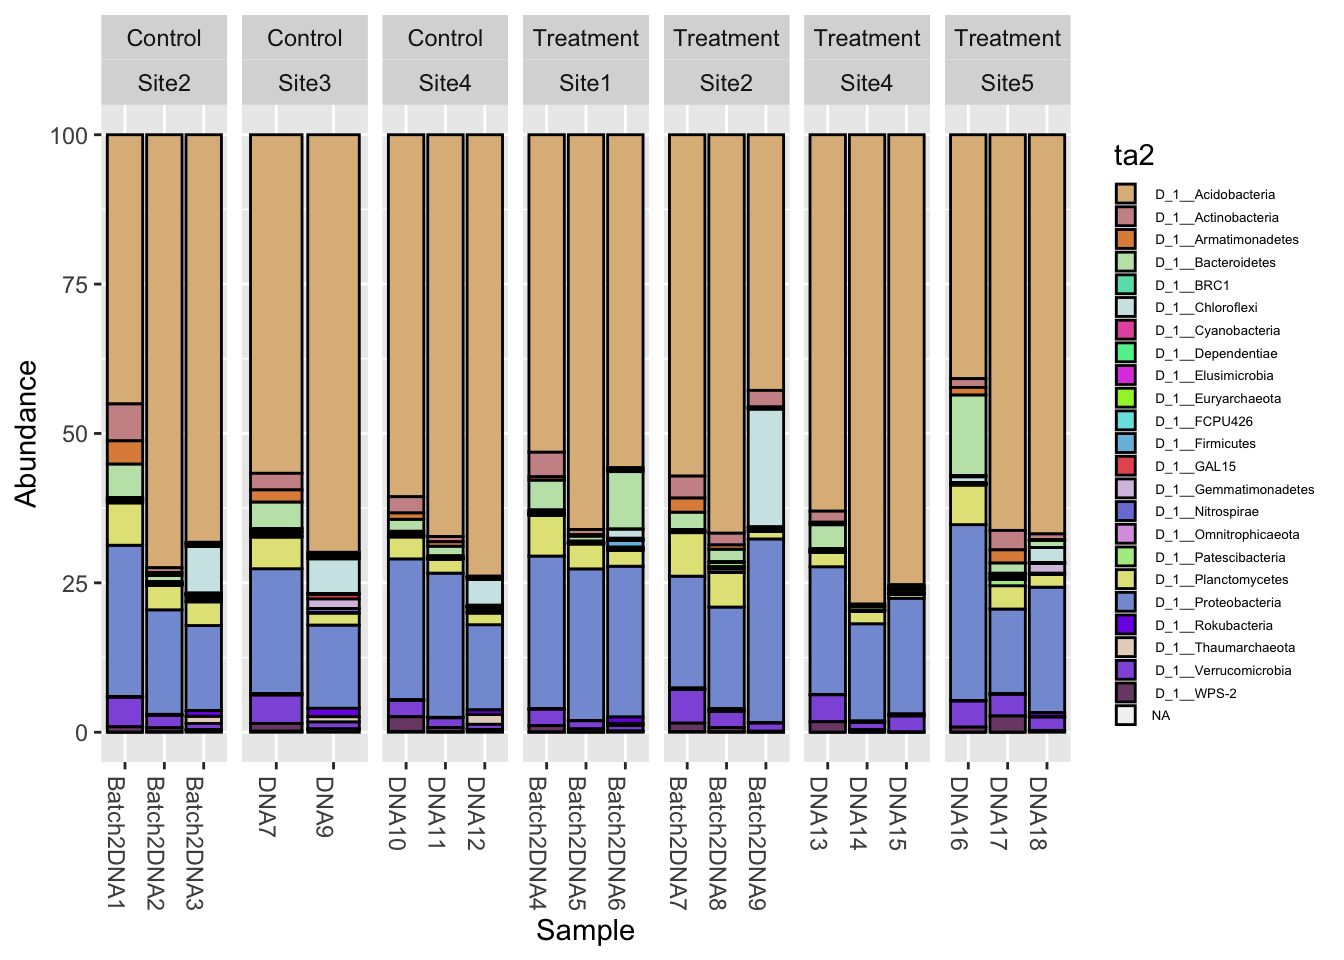 Control Control Control Treatment Treatment Treatment Treatment
Site2 Site3 Site4 Site1 Site2 Site4 Site5
Abundance
100
75
50
25
0
Batch2DNA1
Batch2DNA2
Batch2DNA3
DNA7
DNA9
DNA10
DNA11
DNA12
Batch2DNA4
Batch2DNA5
Batch2DNA6
Batch2DNA7
Batch2DNA8
Batch2DNA9
DNA13
DNA14
DNA15
DNA16
DNA17
DNA18
Sample
ta2
D_1__Acidobacteria
D_1__Actinobacteria
D_1__Armatimonadetes
D_1__Bacteroidetes
D_1__BRC1
D_1__Chloroflexi
D_1__Cyanobacteria
D_1__Dependentiae
D_1__Elusimicrobia
D_1__Euryarchaeota
D_1__FCPU426
D_1__Firmicutes
D_1__GAL15
D_1__Gemmatimonadetes
D_1__Nitrospirae
D_1__Omnitrophicaeota
D_1__Patescibacteria
D_1__Planctomycetes
D_1__Proteobacteria
D_1__Rokubacteria
D_1__Thaumarchaeota
D_1__Verrucomicrobia
D_1__WPS-2
NA